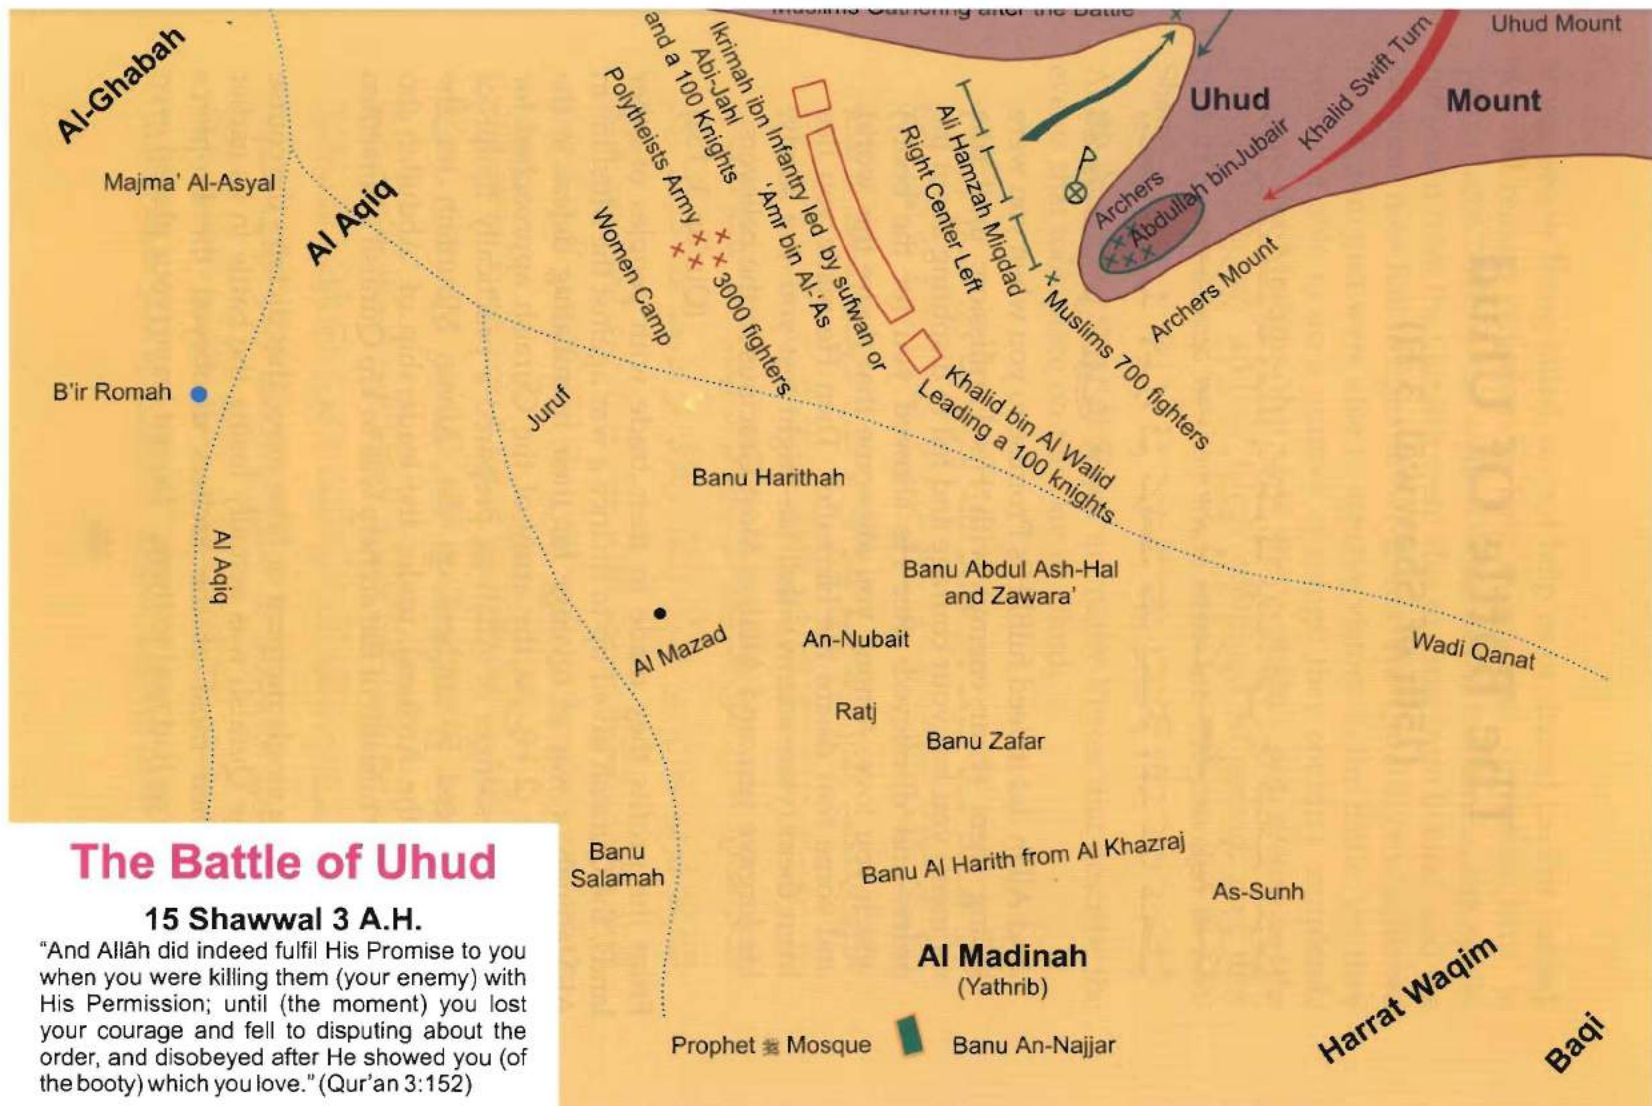 Muslims Gathering after the Battle
Uhud Mount
Al-Ghabah
Majma' Al-Asyal
Al Aqiq
Ikrimah ibn Infantry led by sufwan or
Abi-Jahl 'Amr bin Al-'As
and a 100 Knights
Polytheists Army 3000 fighters
Women Camp
Ali Hamzah Miqdad
Right Center Left
Muslims 700 fighters
Khalid bin Al Walid
Leading a 100 knights
Uhud Mount
Khalid Swift Turn
Archers
Abdullah binJubair
Archers Mount
B'ir Romah
Juruf
Banu Harithah
Al Aqiq
Banu Abdul Ash-Hal
and Zawara'
Al Mazad
An-Nubait
Wadi Qanat
Ratj
Banu Zafar
Banu
Salamah
Banu Al Harith from Al Khazraj
As-Sunh
Al Madinah
(Yathrib)
Prophet Mosque
Banu An-Najjar
Harrat Waqim
Baqi
The Battle of Uhud
15 Shawwal 3 A.H.
“And Allâh did indeed fulfil His Promise to you
when you were killing them (your enemy) with
His Permission; until (the moment) you lost
your courage and fell to disputing about the
order, and disobeyed after He showed you (of
the booty) which you love.” (Qur’an 3:152)